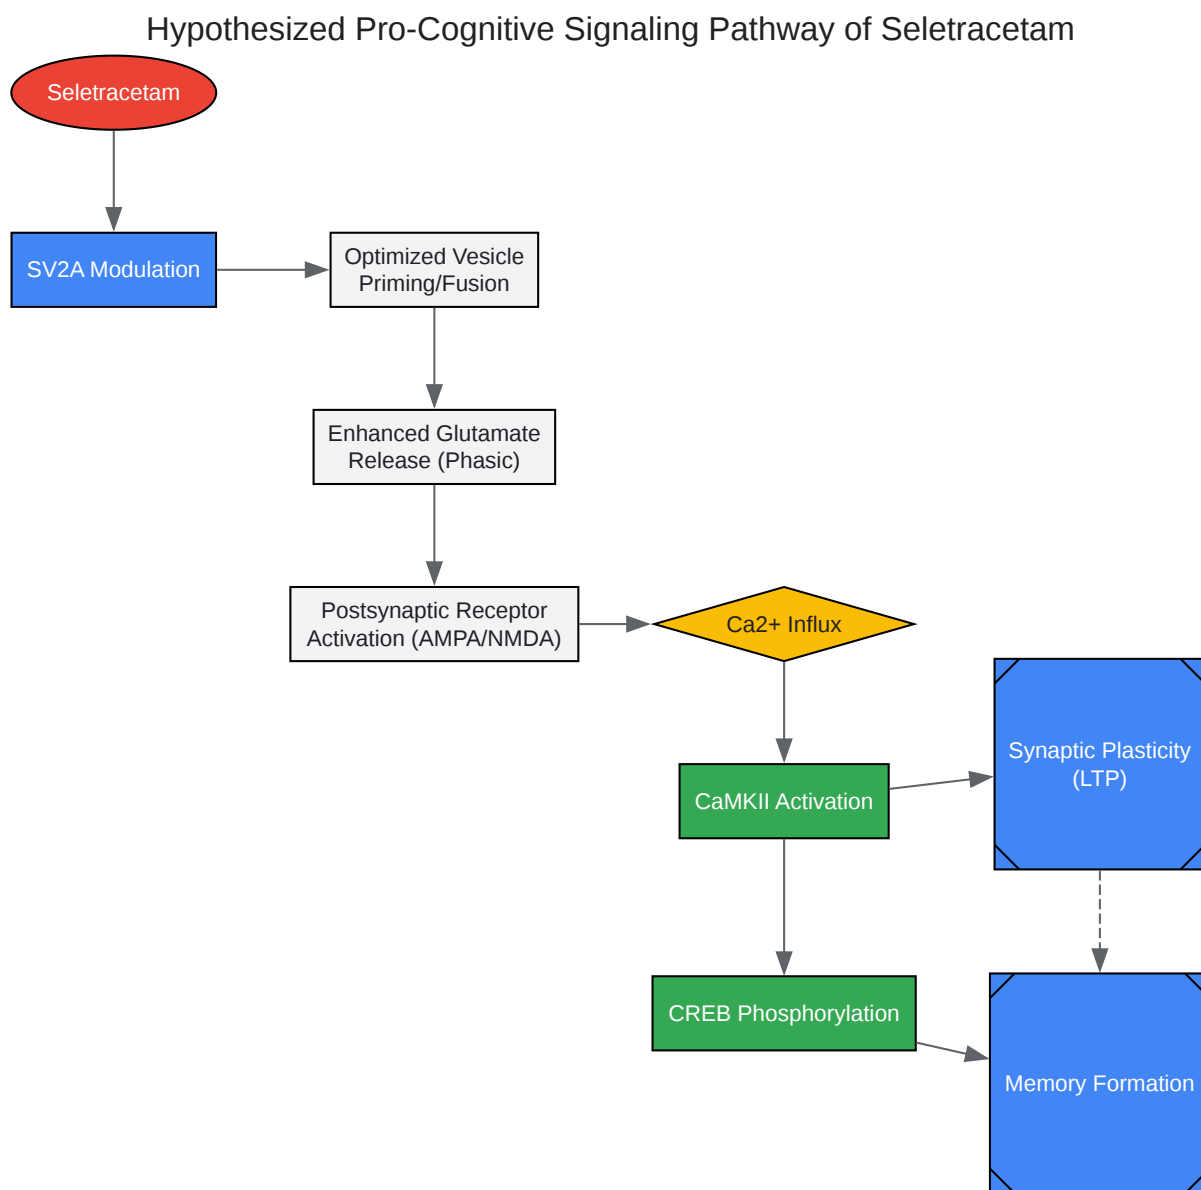 Hypothesized Pro-Cognitive Signaling Pathway of Seletracetam
Seletracetam
SV2A Modulation
Optimized Vesicle
Priming/Fusion
Enhanced Glutamate
Release (Phasic)
Postsynaptic Receptor
Activation (AMPA/NMDA)
Ca2+ Influx
CaMKII Activation
Synaptic Plasticity
(LTP)
CREB Phosphorylation
Memory Formation